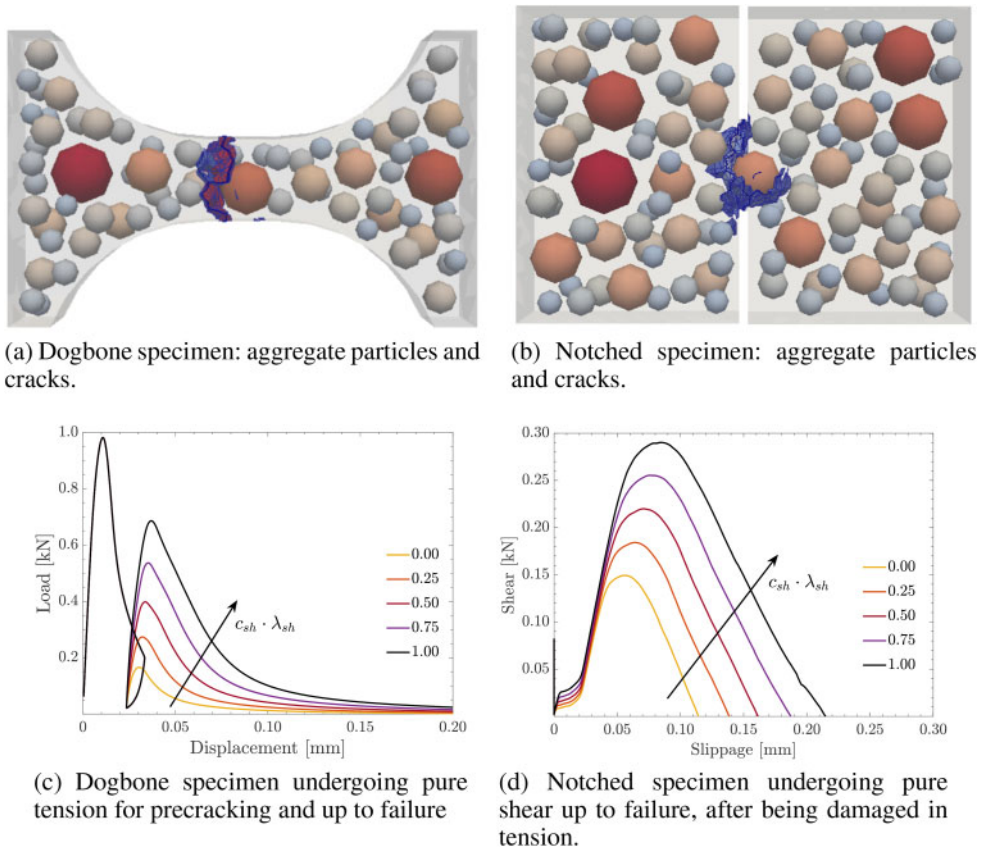 (a) Dogbone specimen: aggregate particles and
cracks.
(b) Notched specimen: aggregate particles
and cracks.
1.0
0.8
0.6
0.4
0.2
Load [kN]
0
0.05
0.10
0.15
0.20
Displacement [mm]
0.00
0.25
0.50
0.75
1.00
c_{sh} · λ_{sh}
(c) Dogbone specimen undergoing pure
tension for precracking and up to failure
0.30
0.25
0.20
0.15
0.10
0.05
Shear [kN]
0
0.05
0.10
0.15
0.20
0.30
Slippage [mm]
0.00
0.25
0.50
0.75
1.00
c_{sh} · λ_{sh}
(d) Notched specimen undergoing pure
shear up to failure, after being damaged in
tension.